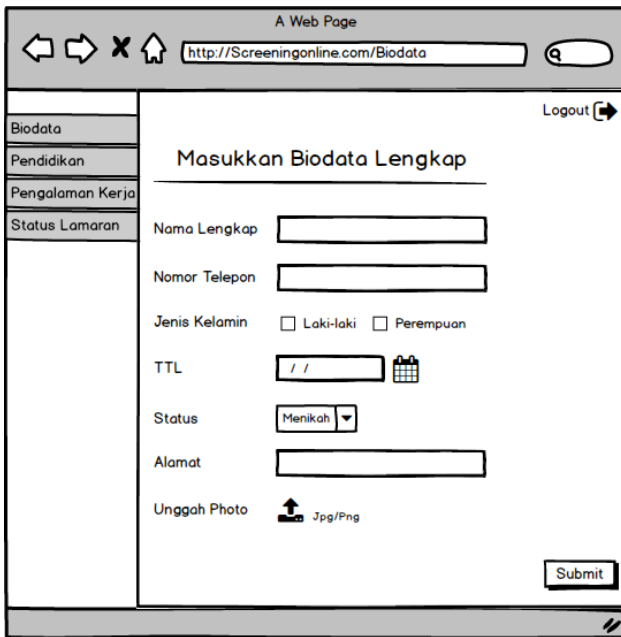 A Web Page
http://Screeningonline.com/Biodata
Logout
Biodata
Pendidikan
Pengalaman Kerja
Status Lamaran
Masukkan Biodata Lengkap
Nama Lengkap
Nomor Telepon
Jenis Kelamin Laki-laki Perempuan
TTL / /
Status Menikah
Alamat
Unggah Photo Jpg/Png
Submit